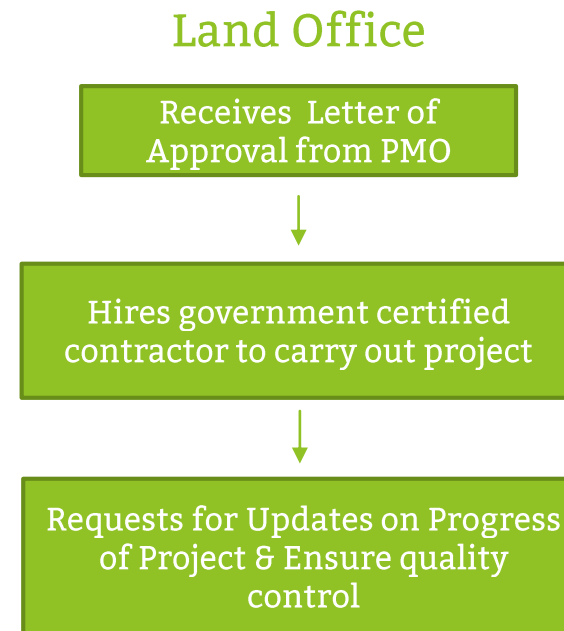 Land Office
Receives Letter of
Approval from PMO
Hires government certified
contractor to carry out project
Requests for Updates on Progress
of Project & Ensure quality
control